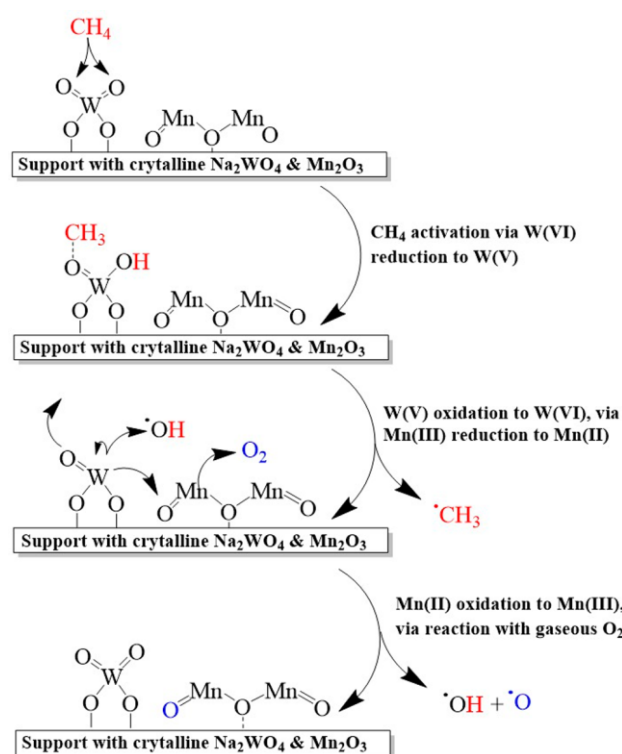 CH₄
O O
W
O O
Mn Mn
O O O
Support with crytalline Na₂WO₄ & Mn₂O₃
CH₄ activation via W(VI)
reduction to W(V)
CH₃
O OH
W
O O
Mn Mn
O O O
Support with crytalline Na₂WO₄ & Mn₂O₃
W(V) oxidation to W(VI), via
Mn(III) reduction to Mn(II)
•OH
O₂
O W
O O
Mn Mn
O O O
•CH₃
Support with crytalline Na₂WO₄ & Mn₂O₃
Mn(II) oxidation to Mn(III),
via reaction with gaseous O₂
O O
W
O O
Mn Mn
O O O
•OH + •O
Support with crytalline Na₂WO₄ & Mn₂O₃